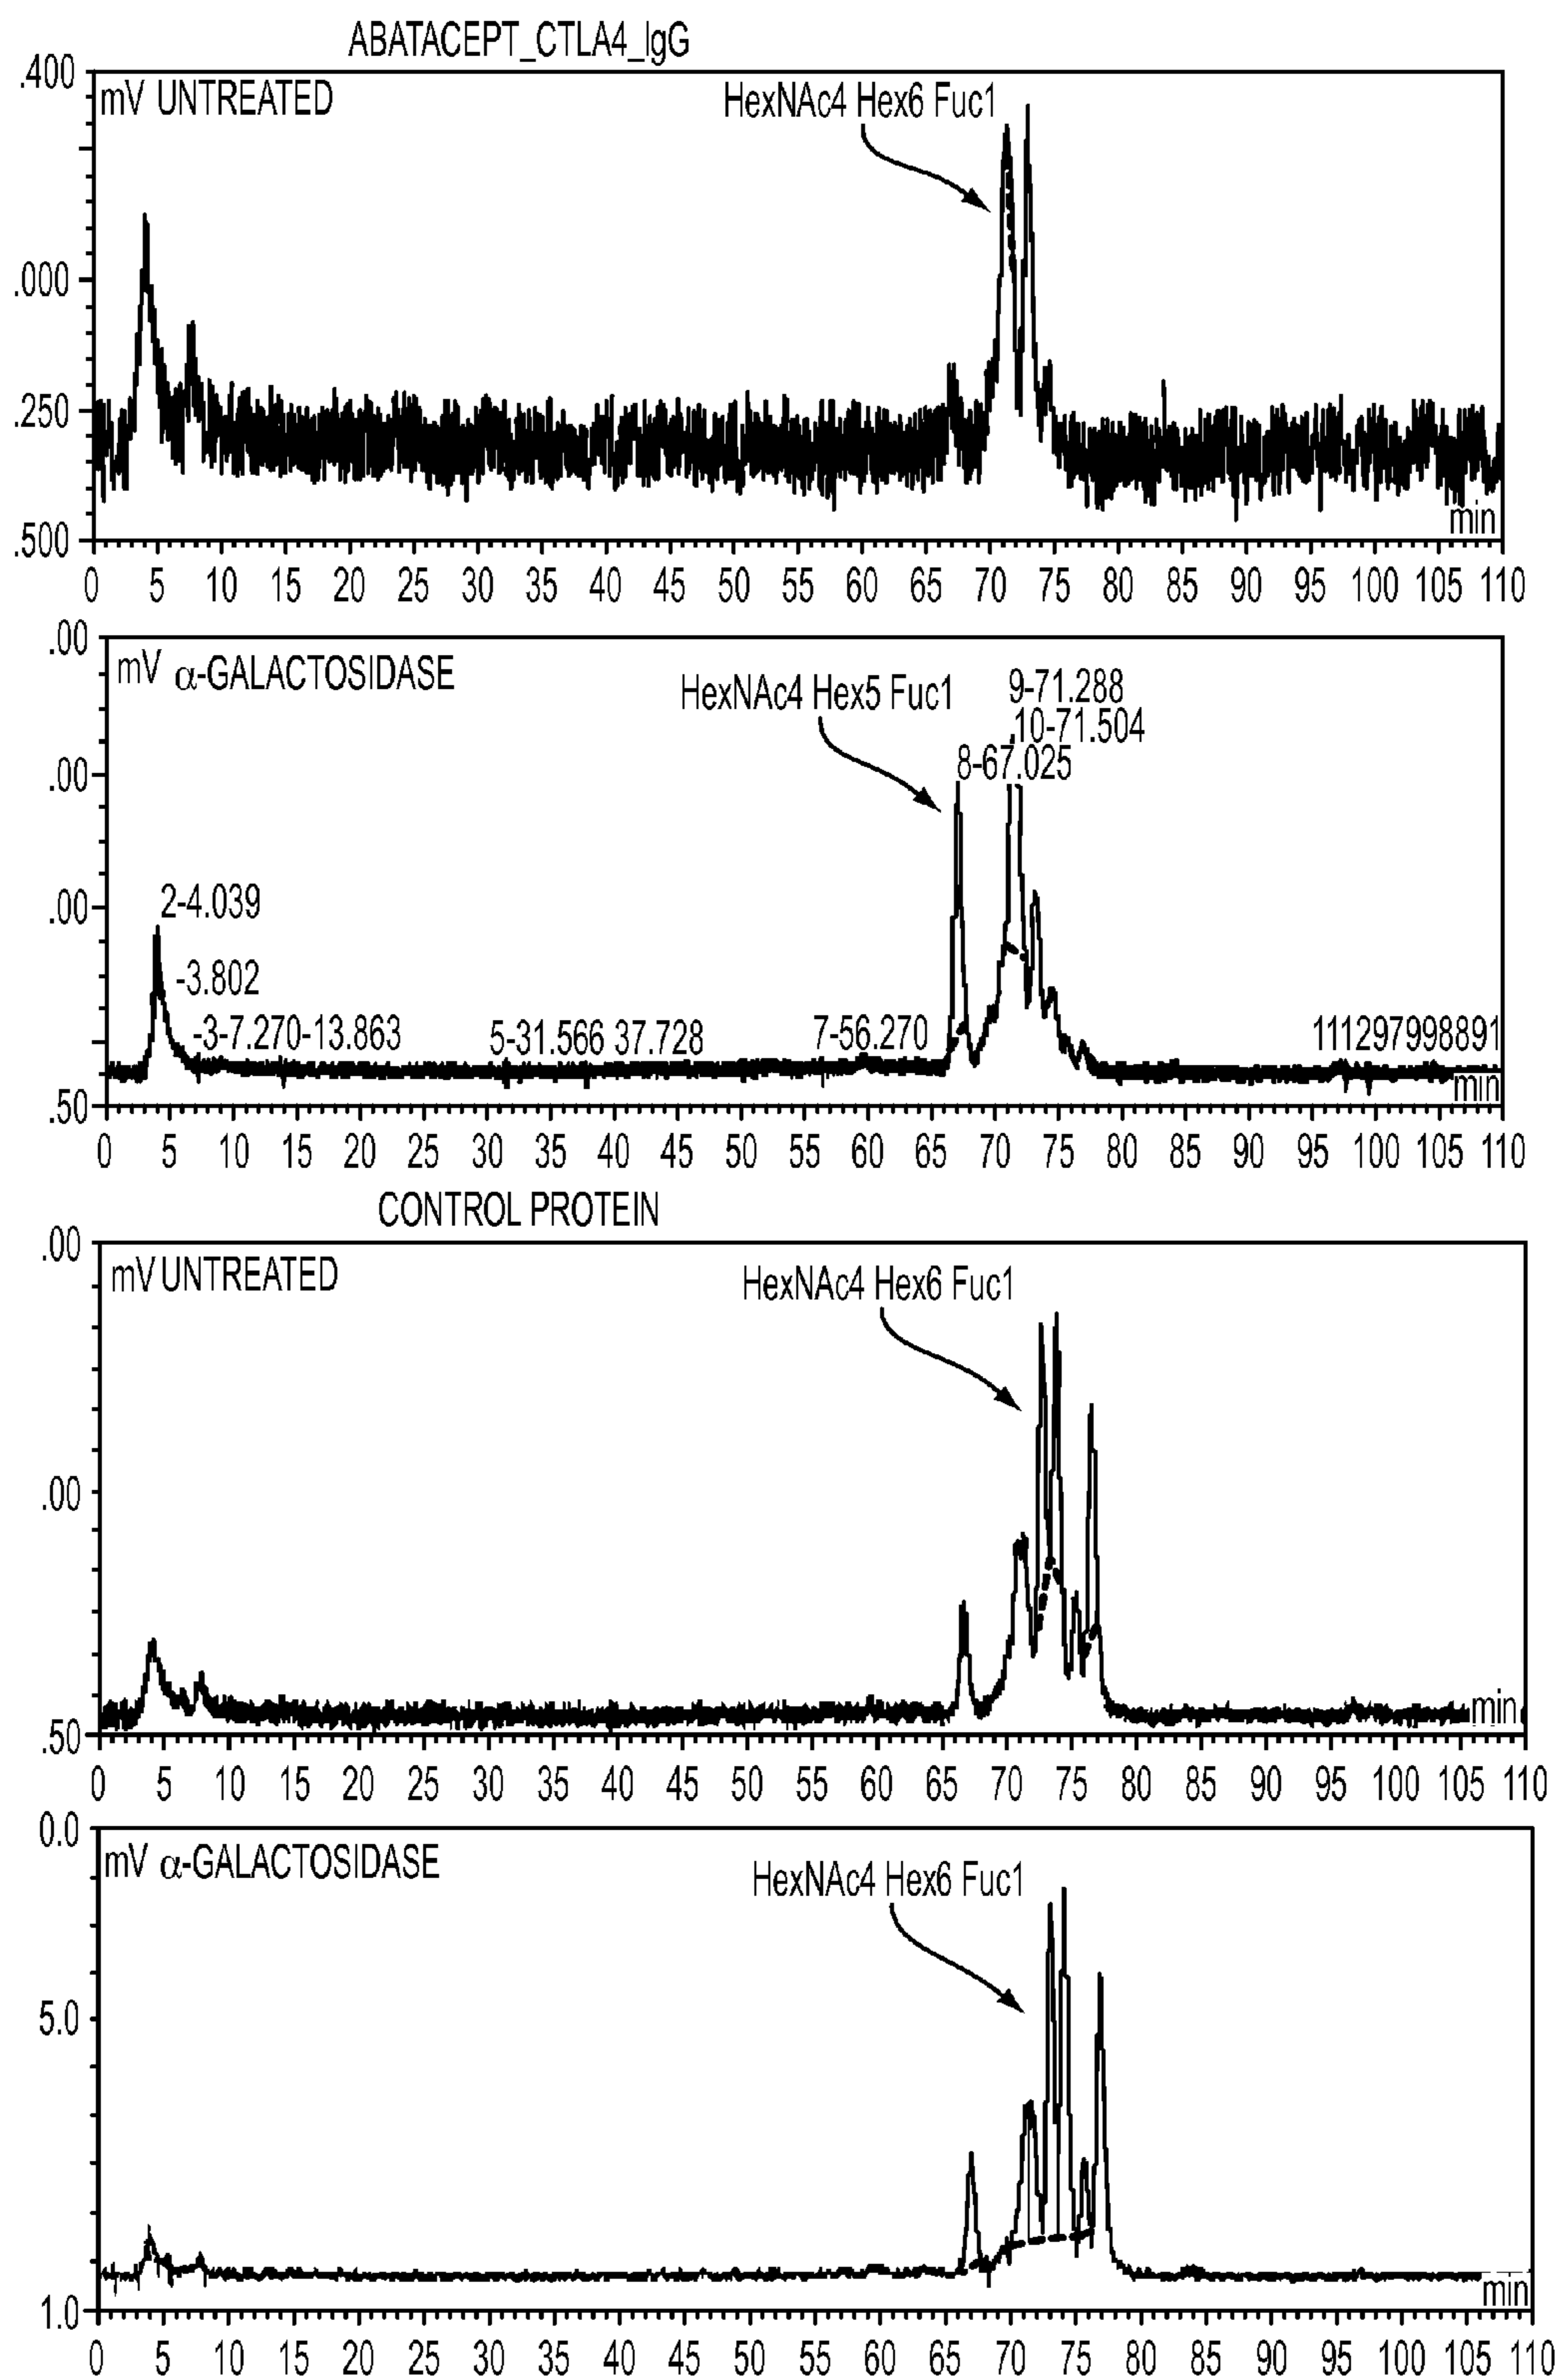 ABATACEPT_CTLA4_IgG
.400
mV UNTREATED
HexNAc4 Hex6 Fuc1
.000
.250
.500
min
0 5 10 15 20 25 30 35 40 45 50 55 60 65 70 75 80 85 90 95 100 105 110
.00
mV α-GALACTOSIDASE
HexNAc4 Hex5 Fuc1
9-71.288
10-71.504
8-67.025
.00
.00
2-4.039
-3.802
-3-7.270-13.863
5-31.566 37.728
7-56.270
111297998891
min
.50
0 5 10 15 20 25 30 35 40 45 50 55 60 65 70 75 80 85 90 95 100 105 110
CONTROL PROTEIN
.00
mV UNTREATED
HexNAc4 Hex6 Fuc1
.00
min
.50
0 5 10 15 20 25 30 35 40 45 50 55 60 65 70 75 80 85 90 95 100 105 110
0.0
mV α-GALACTOSIDASE
HexNAc4 Hex6 Fuc1
5.0
min
1.0
0 5 10 15 20 25 30 35 40 45 50 55 60 65 70 75 80 85 90 95 100 105 110